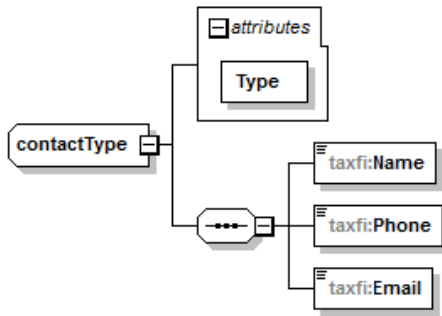 attributes
Type
contactType
taxfi:Name
taxfi:Phone
taxfi:Email